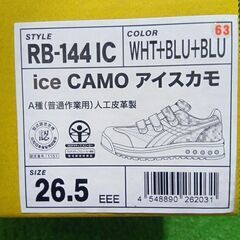 STYLE
RB-144 IC
COLOR
63
WHT+BLU+BLU
ice CAMO アイスカモ
A種(普通作業用)人工皮革製
SIZE
26.5
EEE
4 548890 262031